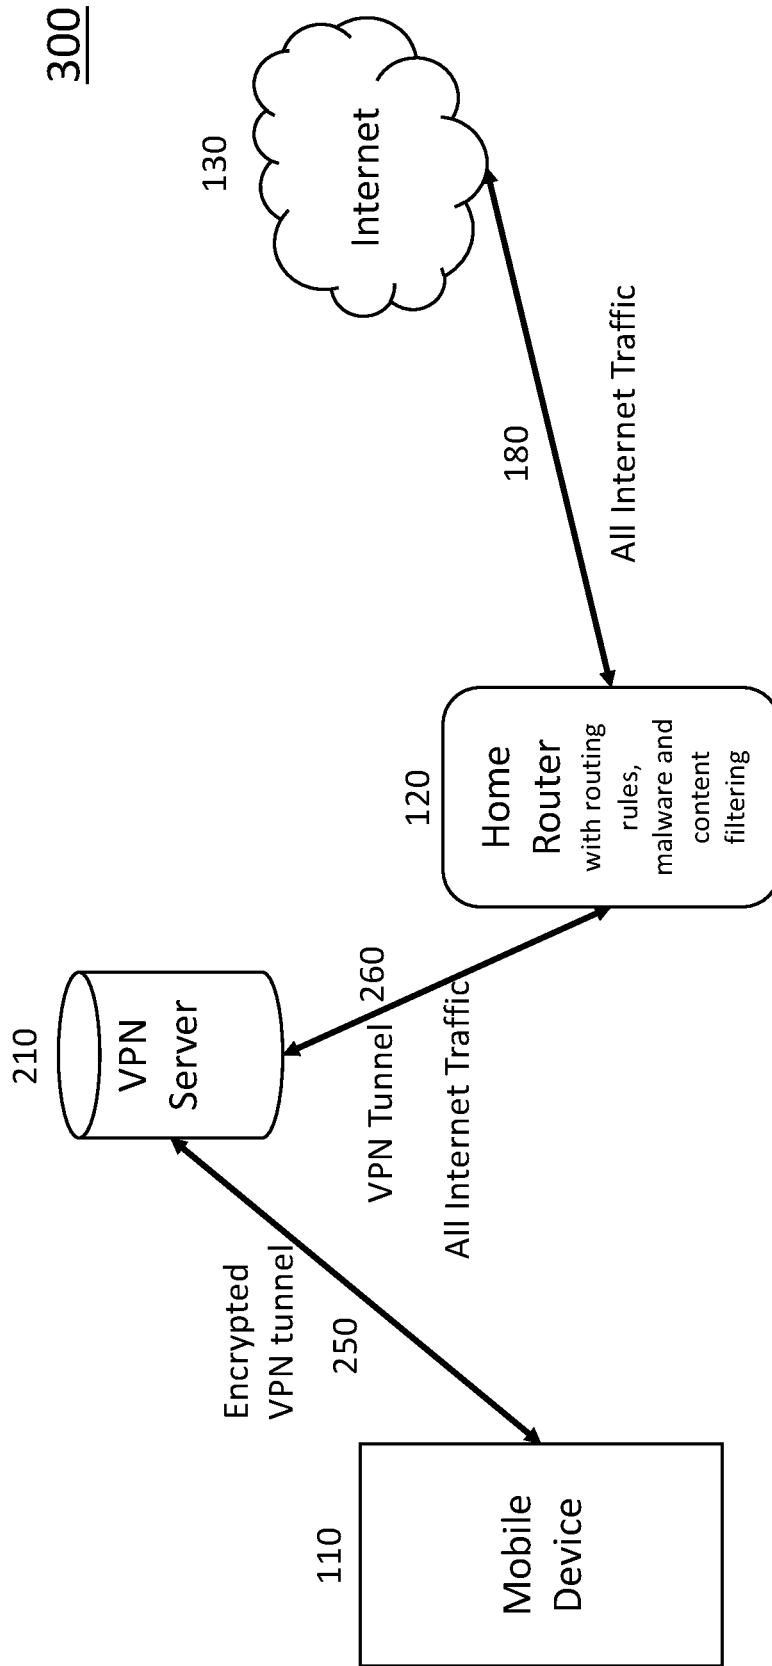 300
210
VPN
Server
130
Internet
Encrypted
VPN tunnel
250
VPN Tunnel
260
All Internet Traffic
180
All Internet Traffic
110
Mobile
Device
120
Home
Router
with routing
rules,
malware and
content
filtering